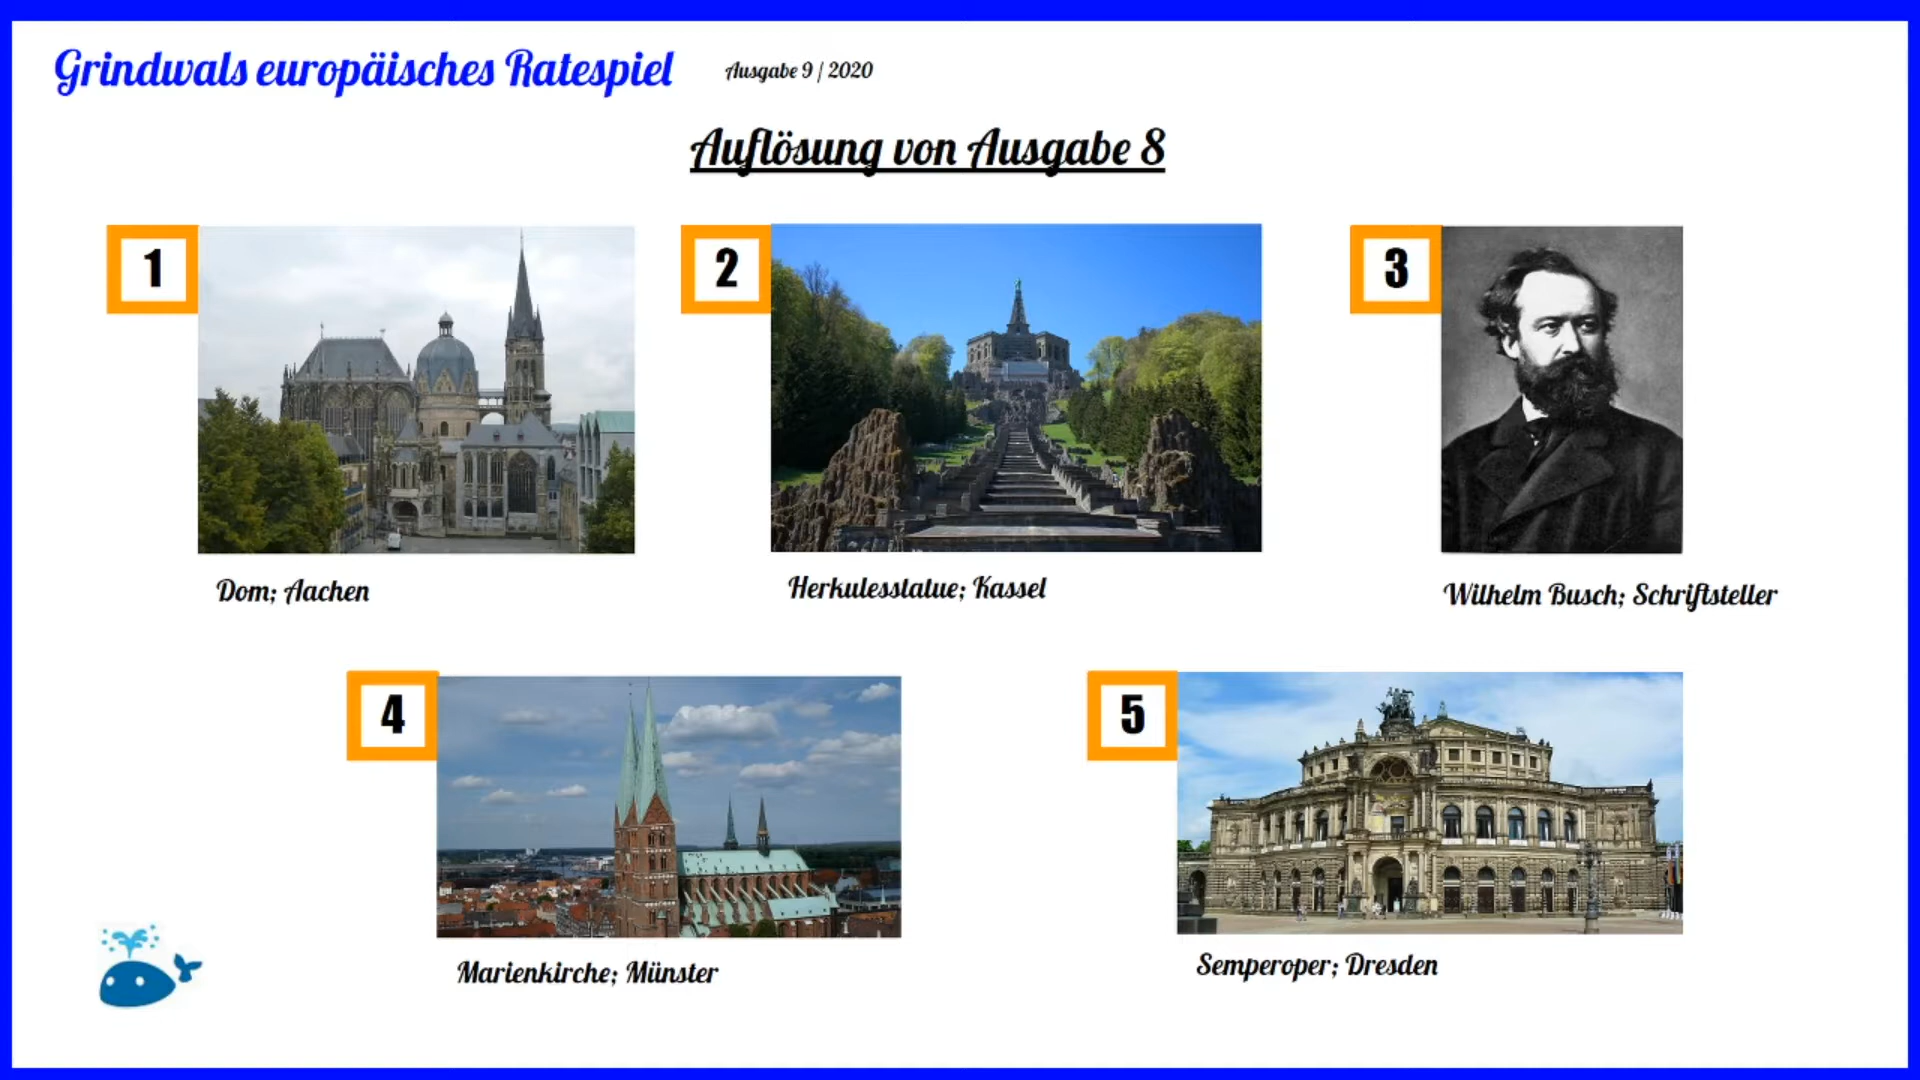 Grindwals europäisches Ratespiel
Ausgabe 9 / 2020
Auflösung von Ausgabe 8
1
2
3
Dom; Aachen
Herkulesstatue; Kassel
Wilhelm Busch; Schriftsteller
4
5
Marienkirche; Münster
Semperoper; Dresden